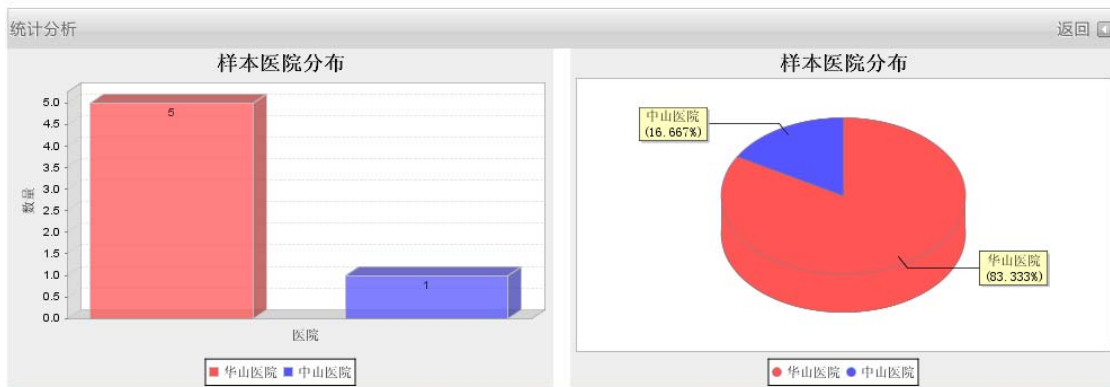 统计分析
返回
样本医院分布
5.0
4.5
4.0
3.5
3.0
2.5
2.0
1.5
1.0
0.5
0.0
数量
5
1
医院
华山医院 中山医院
样本医院分布
中山医院
(16.667%)
华山医院
(83.333%)
华山医院 中山医院